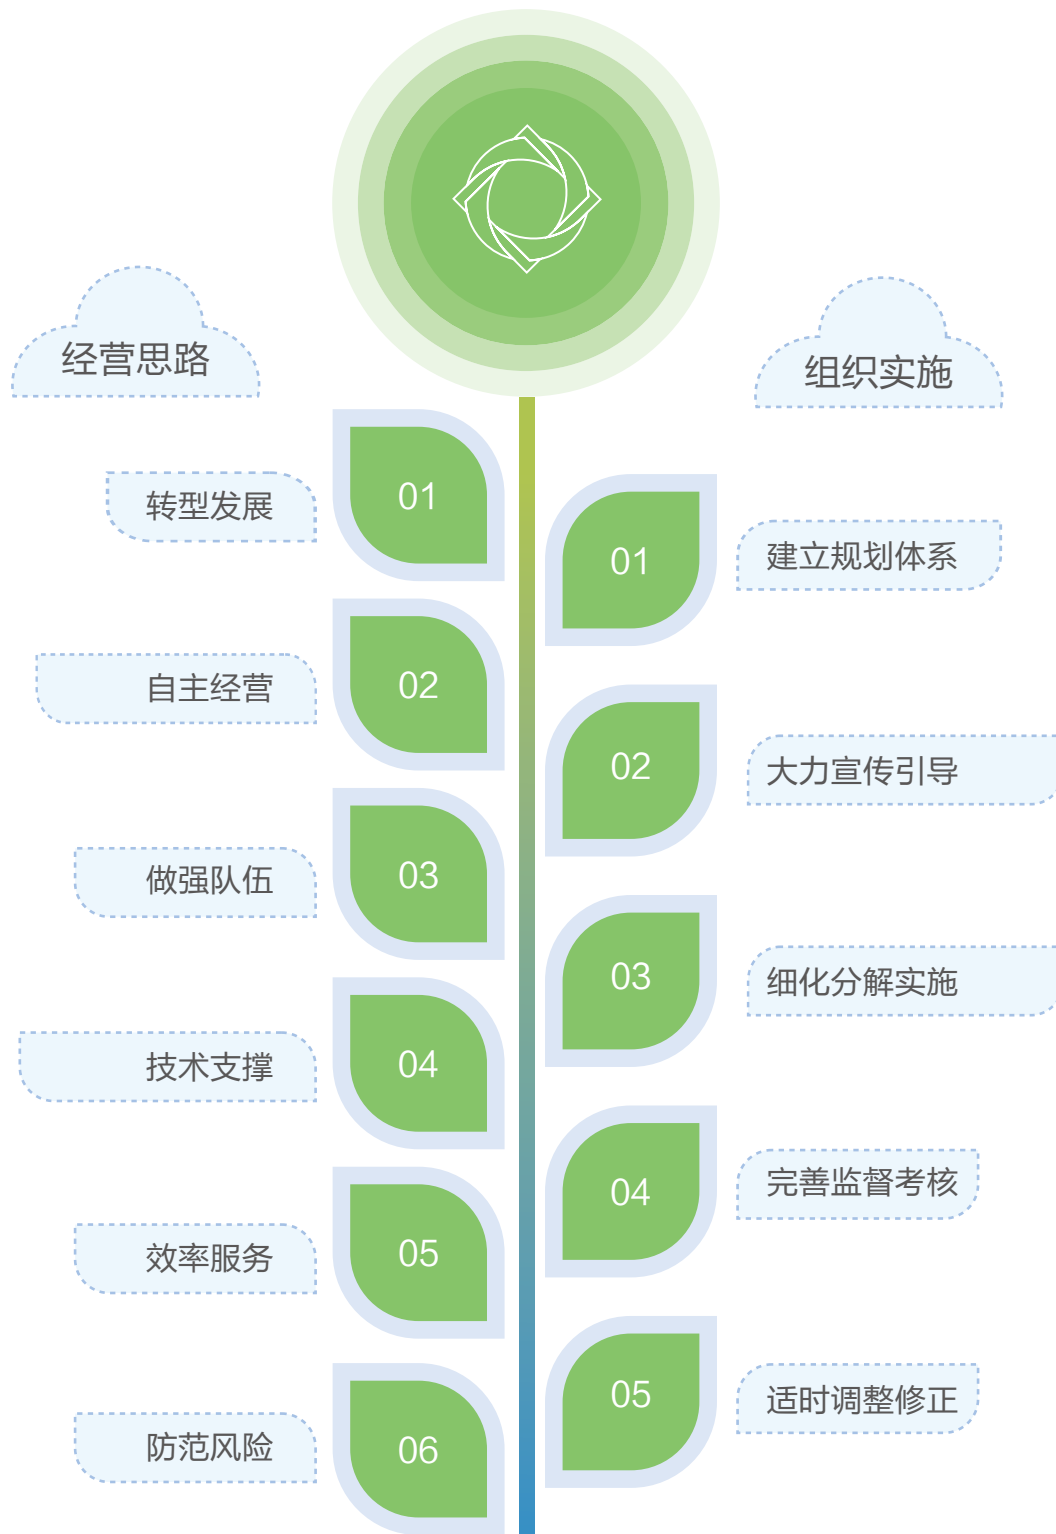 经营思路
01
转型发展
02
自主经营
03
做强队伍
04
技术支撑
05
效率服务
06
防范风险
组织实施
01
建立规划体系
02
大力宣传引导
03
细化分解实施
04
完善监督考核
05
适时调整修正